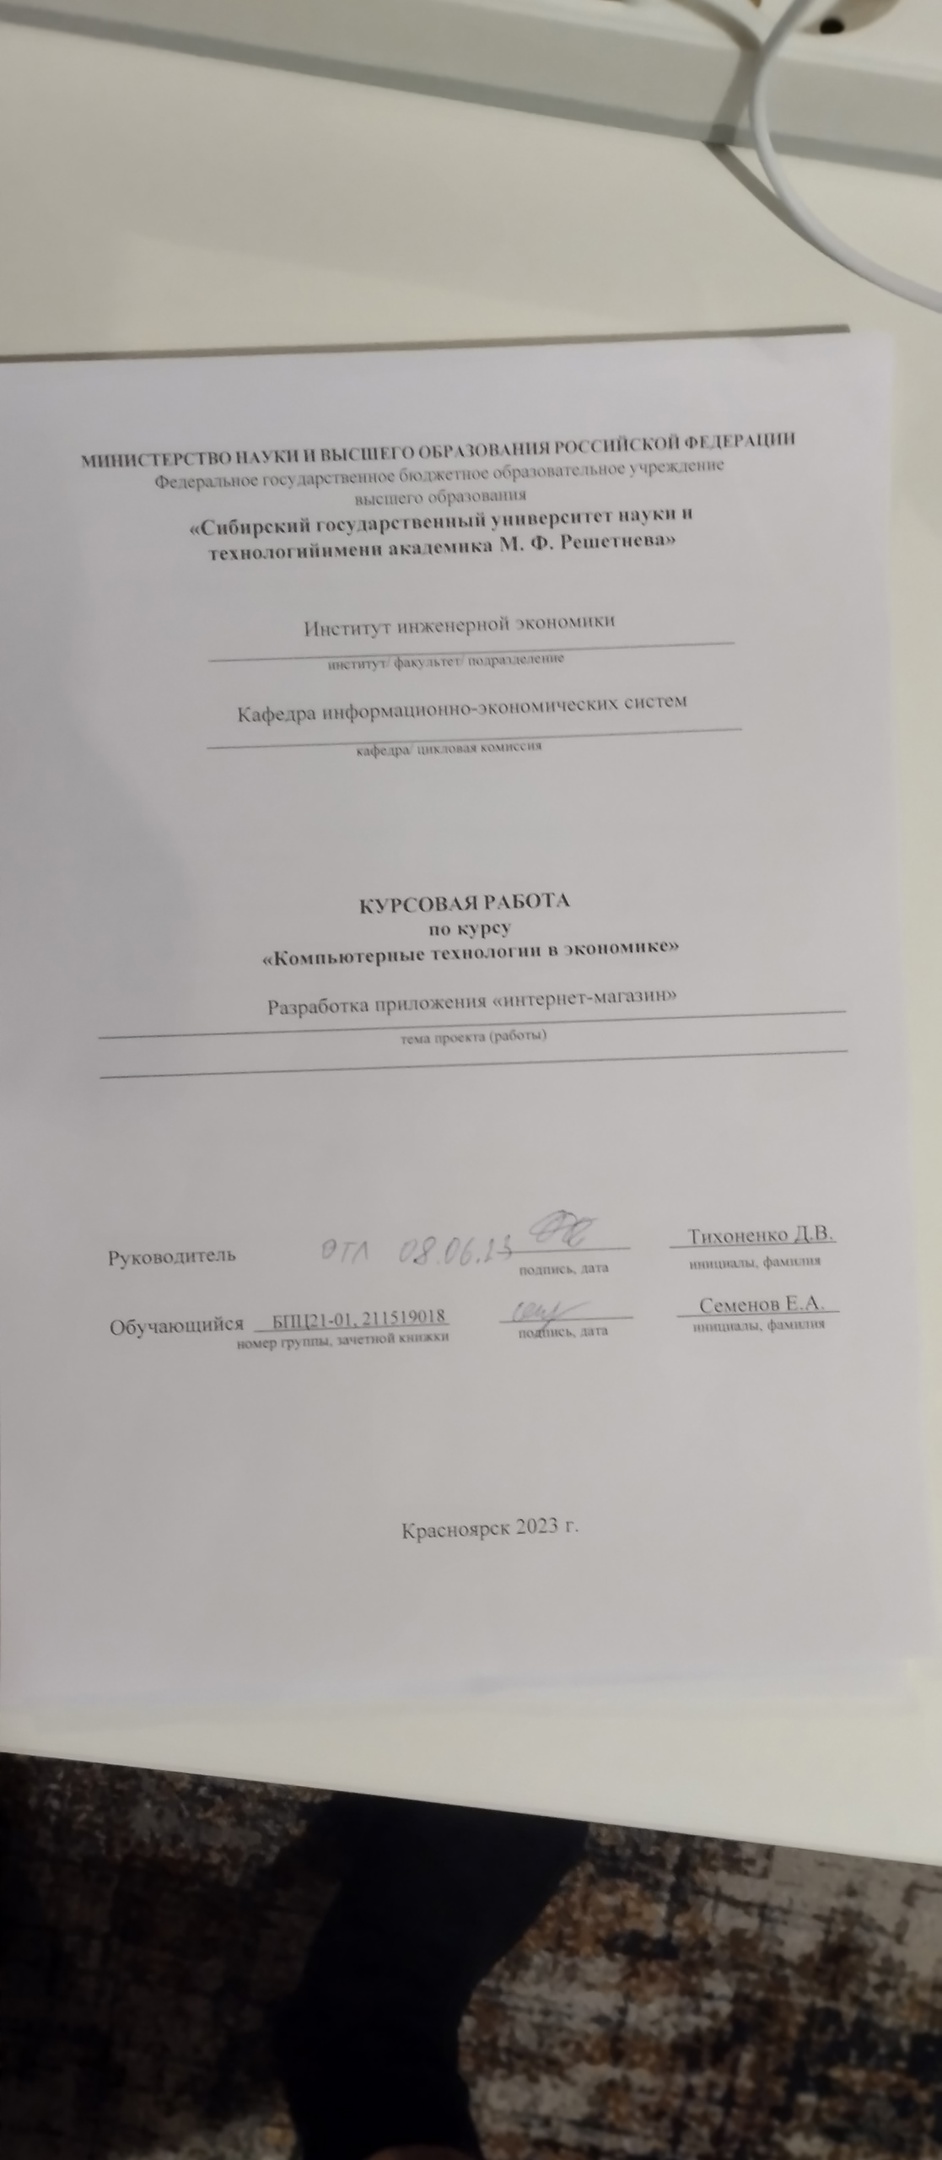 МИНИСТЕРСТВО НАУКИ И ВЫСШЕГО ОБРАЗОВАНИЯ РОССИЙСКОЙ ФЕДЕРАЦИИ
Федеральное государственное бюджетное образовательное учреждение
высшего образования
«Сибирский государственный университет науки и
технологийимени академика М. Ф. Решетнева»
Институт инженерной экономики
институт/ факультет/ подразделение
Кафедра информационно-экономических систем
кафедра/ цикловая комиссия
КУРСОВАЯ РАБОТА
по курсу
«Компьютерные технологии в экономике»
Разработка приложения «интернет-магазин»
тема проекта (работы)
Руководитель отл 08.06.23 Тихоненко Д.В.
подпись, дата инициалы, фамилия
Обучающийся БПЦ21-01, 211519018 Семенов Е.А.
номер группы, зачетной книжки подпись, дата инициалы, фамилия
Красноярск 2023 г.